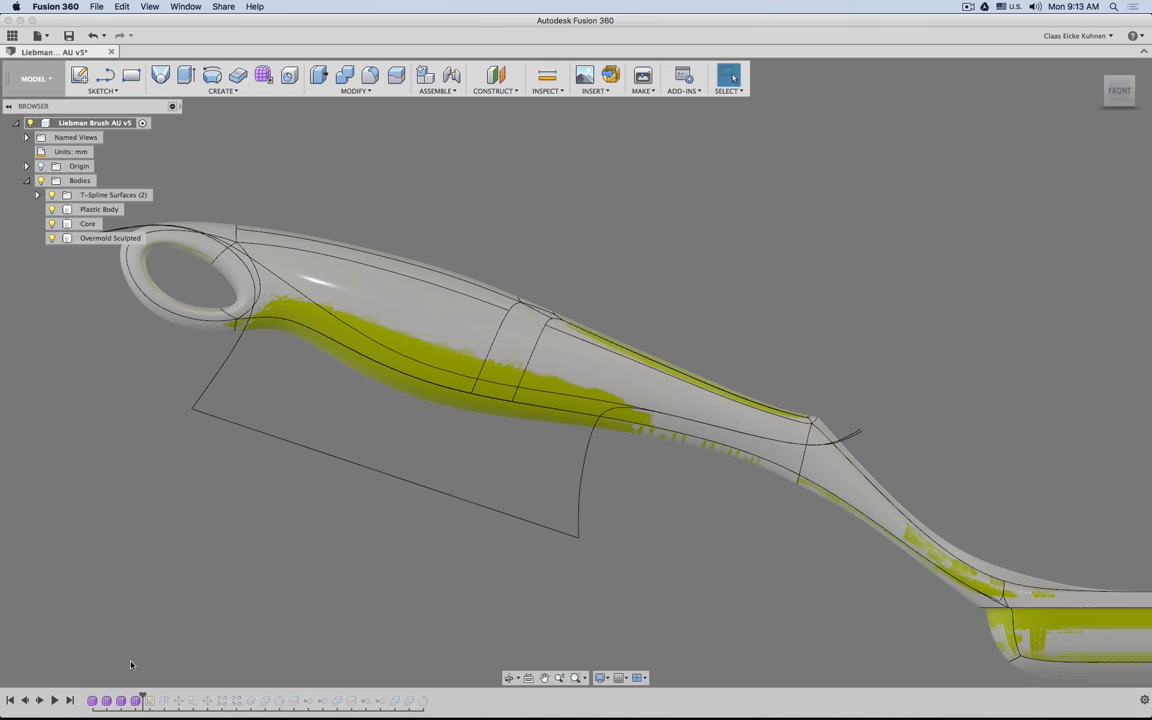 Fusion 360 File Edit View Window Share Help U.S. Mon 9:13 AM
Autodesk Fusion 360
Claas Eicke Kuhnen ▾ ?▾
Liebman... AU v5* ×
MODEL ▾ SKETCH ▾ CREATE ▾ MODIFY ▾ ASSEMBLE ▾ CONSTRUCT ▾ INSPECT ▾ INSERT ▾ MAKE ▾ ADD-INS ▾ SELECT ▾
FRONT
BROWSER
Liebman Brush AU v5
Named Views
Units: mm
Origin
Bodies
T-Spline Surfaces (2)
Plastic Body
Core
Overmold Sculpted